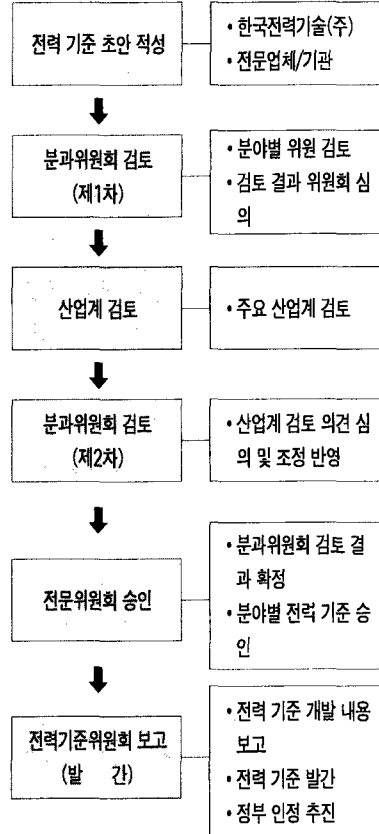 전력 기준 초안 적성
• 한국전력기술(주)
• 전문업체/기관
분과위원회 검토
(제1차)
• 분야별 위원 검토
• 검토 결과 위원회 심
의
산업계 검토
• 주요 산업계 검토
분과위원회 검토
(제2차)
• 산업계 검토 의견 심
의 및 조정 반영
전문위원회 승인
• 분과위원회 검토 결
과 확정
• 분야별 전력 기준 승
인
전력기준위원회 보고
(발 간)
• 전력 기준 개발 내용
보고
• 전력 기준 발간
• 정부 인정 추진